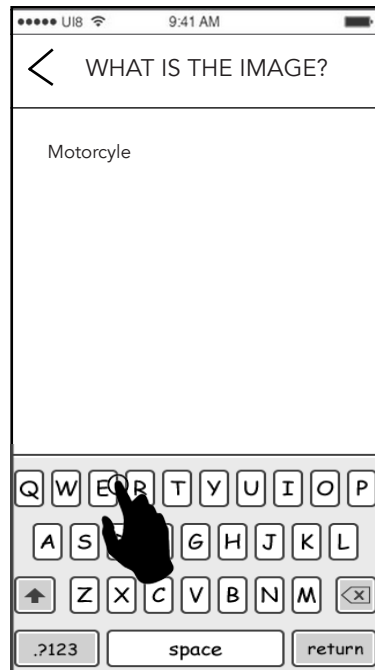 UI8 9:41 AM
WHAT IS THE IMAGE?
Motorcyle
Q W E R T Y U I O P
A S G H J K L
Z X C V B N M
.?123 space return